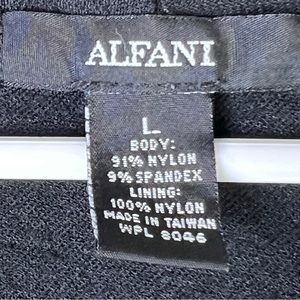 ALFANI
L
BODY:
91% NYLON
9% SPANDEX
LINING:
100% NYLON
MADE IN TAIWAN
WPL 8046